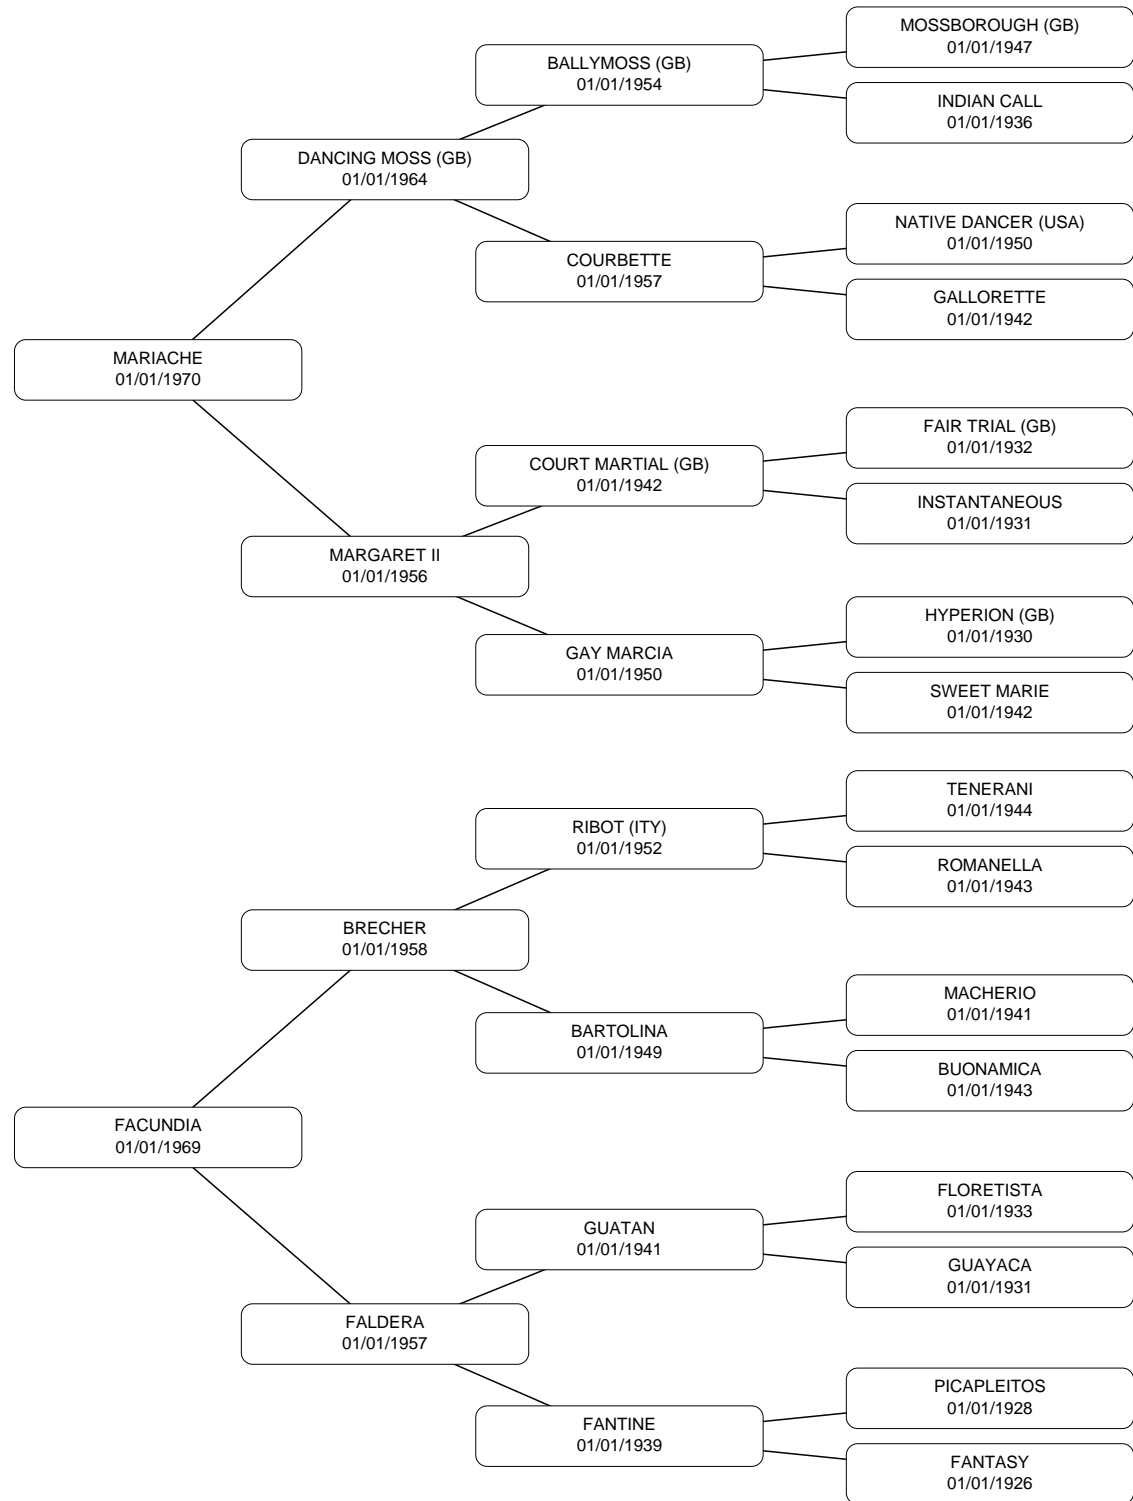 MOSSBOROUGH (GB)
01/01/1947
BALLYMOSS (GB)
01/01/1954
INDIAN CALL
01/01/1936
DANCING MOSS (GB)
01/01/1964
NATIVE DANCER (USA)
01/01/1950
COURBETTE
01/01/1957
GALLORETTE
01/01/1942
MARIACHE
01/01/1970
FAIR TRIAL (GB)
01/01/1932
COURT MARTIAL (GB)
01/01/1942
INSTANTANEOUS
01/01/1931
MARGARET II
01/01/1956
HYPERION (GB)
01/01/1930
GAY MARCIA
01/01/1950
SWEET MARIE
01/01/1942
TENERANI
01/01/1944
RIBOT (ITY)
01/01/1952
ROMANELLA
01/01/1943
BRECHER
01/01/1958
MACHERIO
01/01/1941
BARTOLINA
01/01/1949
BUONAMICA
01/01/1943
FACUNDIA
01/01/1969
FLORETISTA
01/01/1933
GUATAN
01/01/1941
GUAYACA
01/01/1931
FALDERA
01/01/1957
PICAPLEITOS
01/01/1928
FANTINE
01/01/1939
FANTASY
01/01/1926